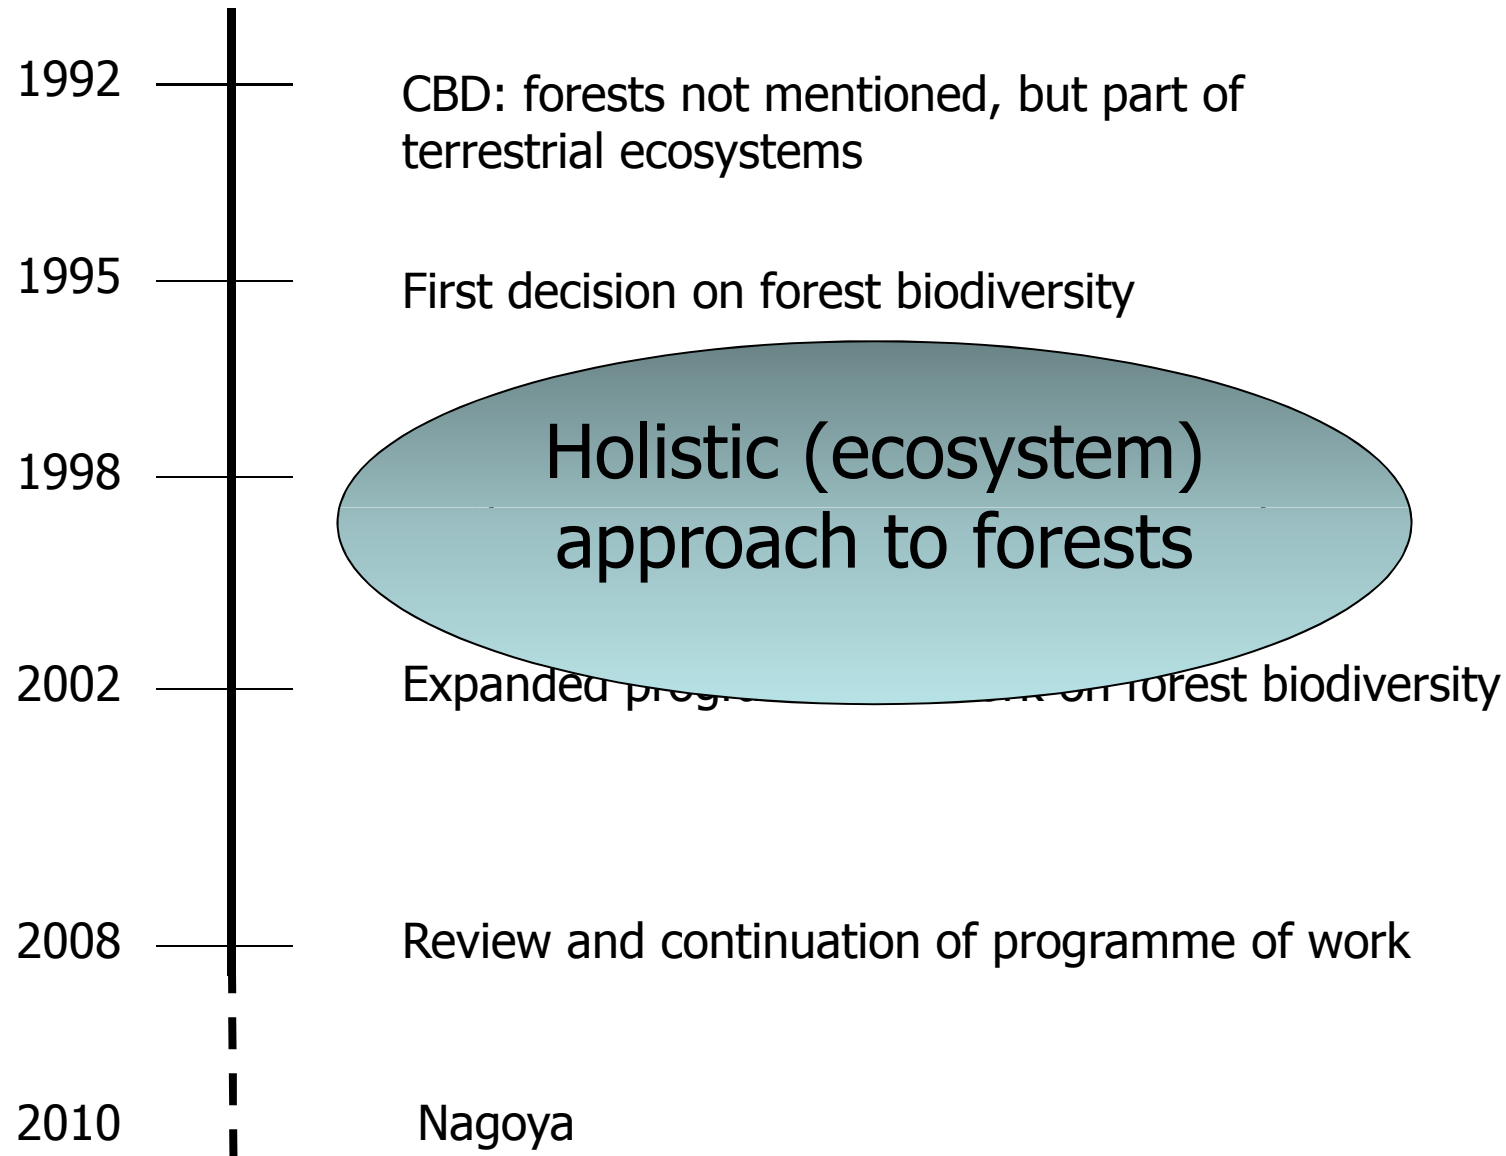 1992
CBD: forests not mentioned, but part of
terrestrial ecosystems
1995
First decision on forest biodiversity
1998
Holistic (ecosystem)
approach to forests
2002
Expanded forest biodiversity
2008
Review and continuation of programme of work
2010
Nagoya